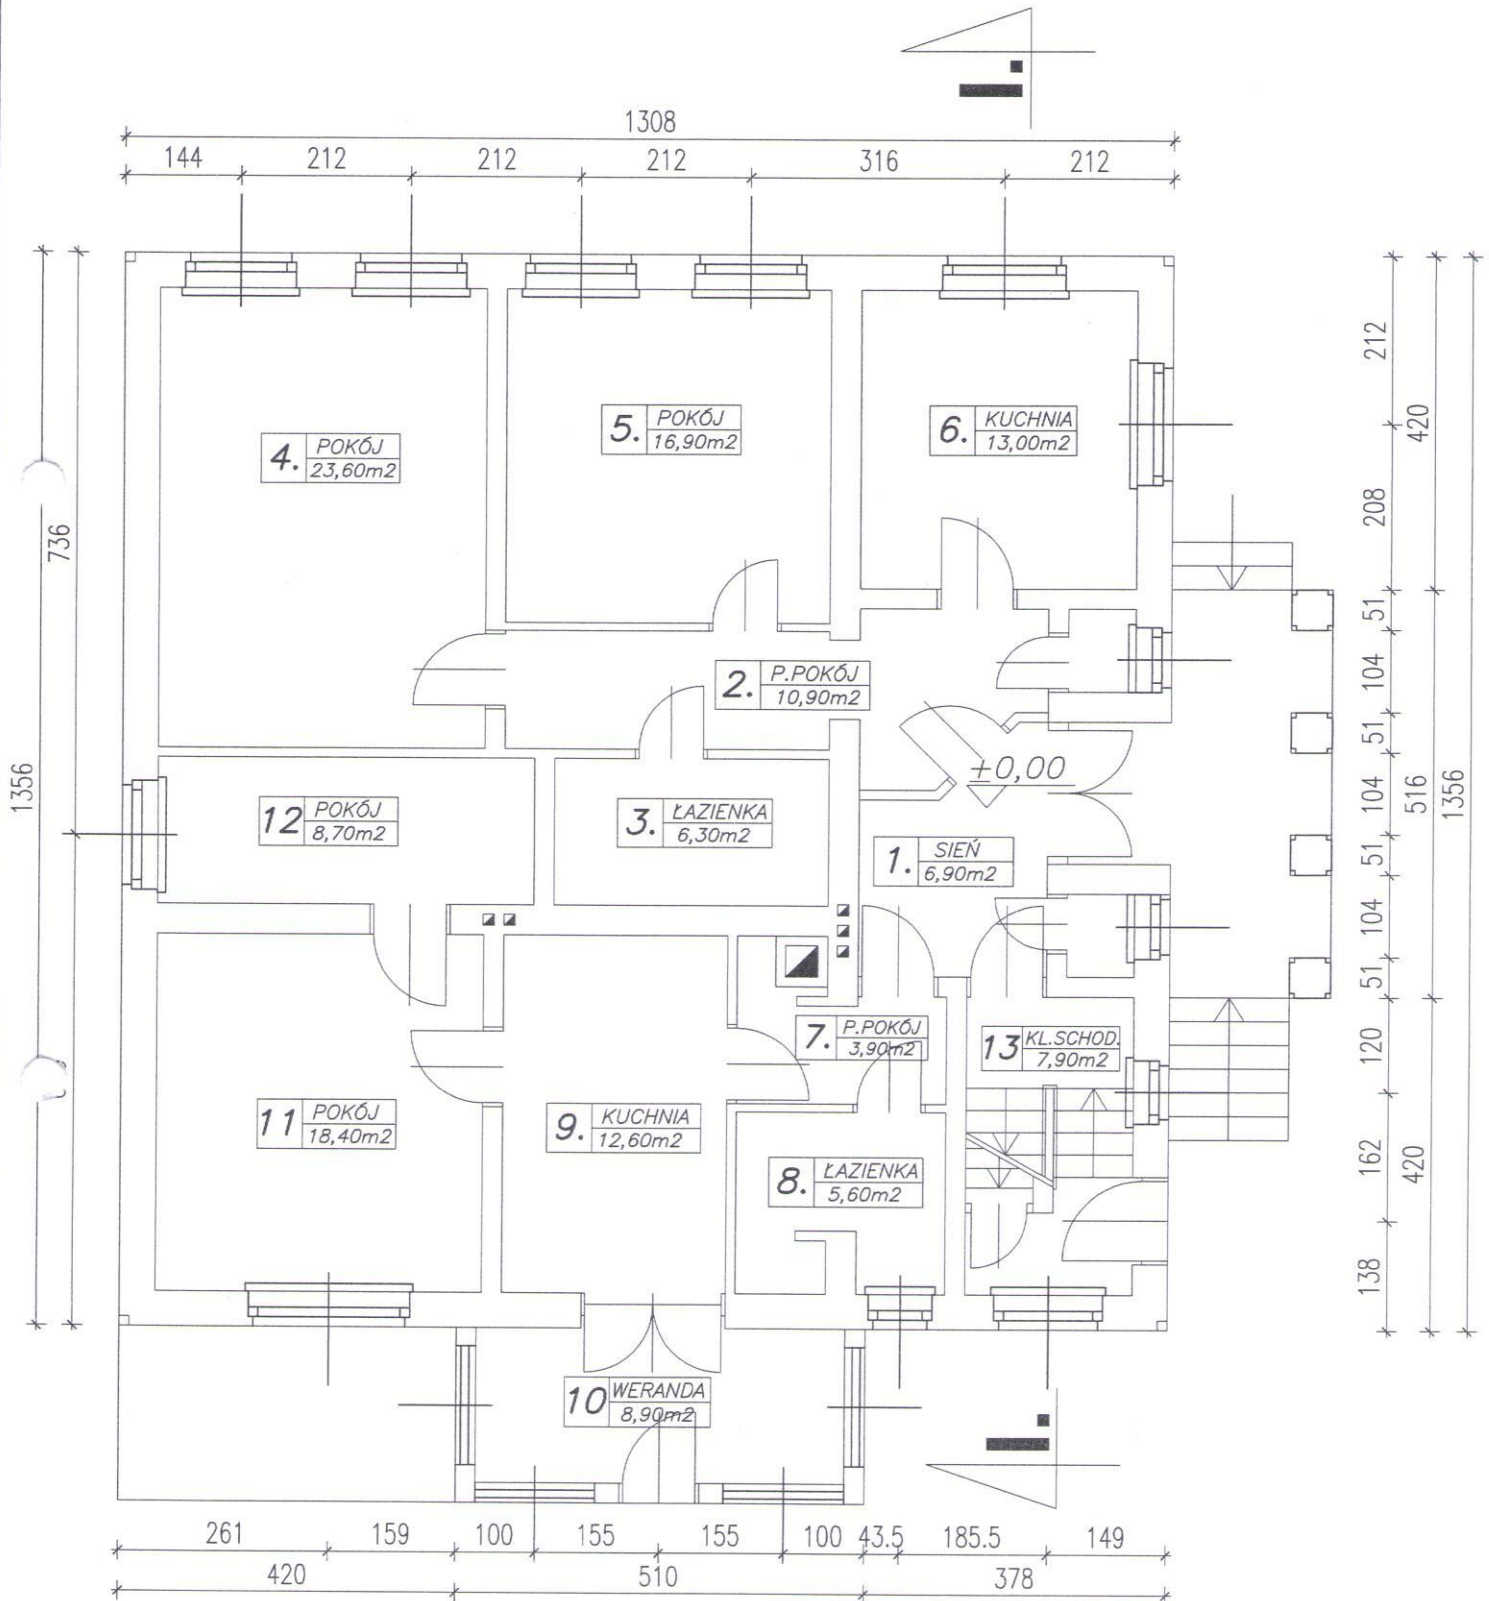 1308
144 212 212 212 316 212
4. POKÓJ
23,60m2
5. POKÓJ
16,90m2
6. KUCHNIA
13,00m2
2. P.POKÓJ
10,90m2
±0,00
12 POKÓJ
8,70m2
3. ŁAZIENKA
6,30m2
1. SIEŃ
6,90m2
7. P.POKÓJ
3,90m2
13 KL.SCHOD.
7,90m2
11 POKÓJ
18,40m2
9. KUCHNIA
12,60m2
8. ŁAZIENKA
5,60m2
10 WERANDA
8,90m2
1356
736
212
208
51
104
51
104
51
104
51
120
162
138
420
516
420
1356
261 159 100 155 155 100 43.5 185.5 149
420 510 378